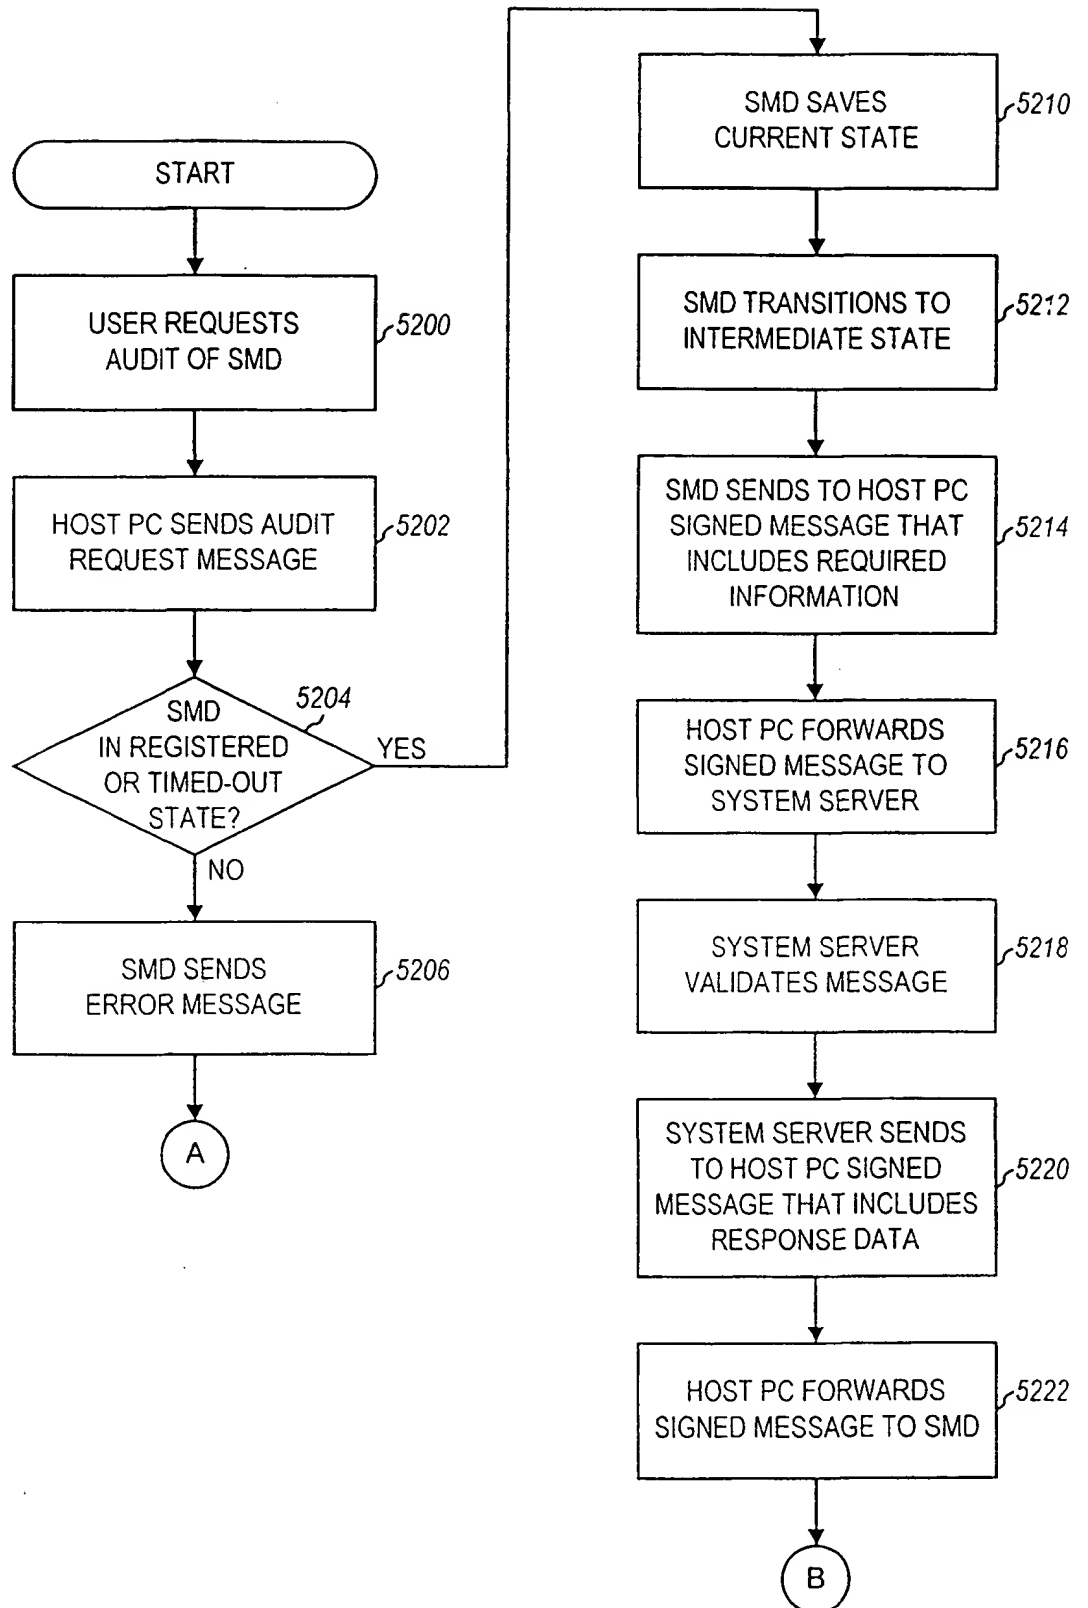 START
USER REQUESTS
AUDIT OF SMD
5200
HOST PC SENDS AUDIT
REQUEST MESSAGE
5202
SMD
IN REGISTERED
OR TIMED-OUT
STATE?
5204
YES
NO
SMD SENDS
ERROR MESSAGE
5206
A
SMD SAVES
CURRENT STATE
5210
SMD TRANSITIONS TO
INTERMEDIATE STATE
5212
SMD SENDS TO HOST PC
SIGNED MESSAGE THAT
INCLUDES REQUIRED
INFORMATION
5214
HOST PC FORWARDS
SIGNED MESSAGE TO
SYSTEM SERVER
5216
SYSTEM SERVER
VALIDATES MESSAGE
5218
SYSTEM SERVER SENDS
TO HOST PC SIGNED
MESSAGE THAT INCLUDES
RESPONSE DATA
5220
HOST PC FORWARDS
SIGNED MESSAGE TO SMD
5222
B